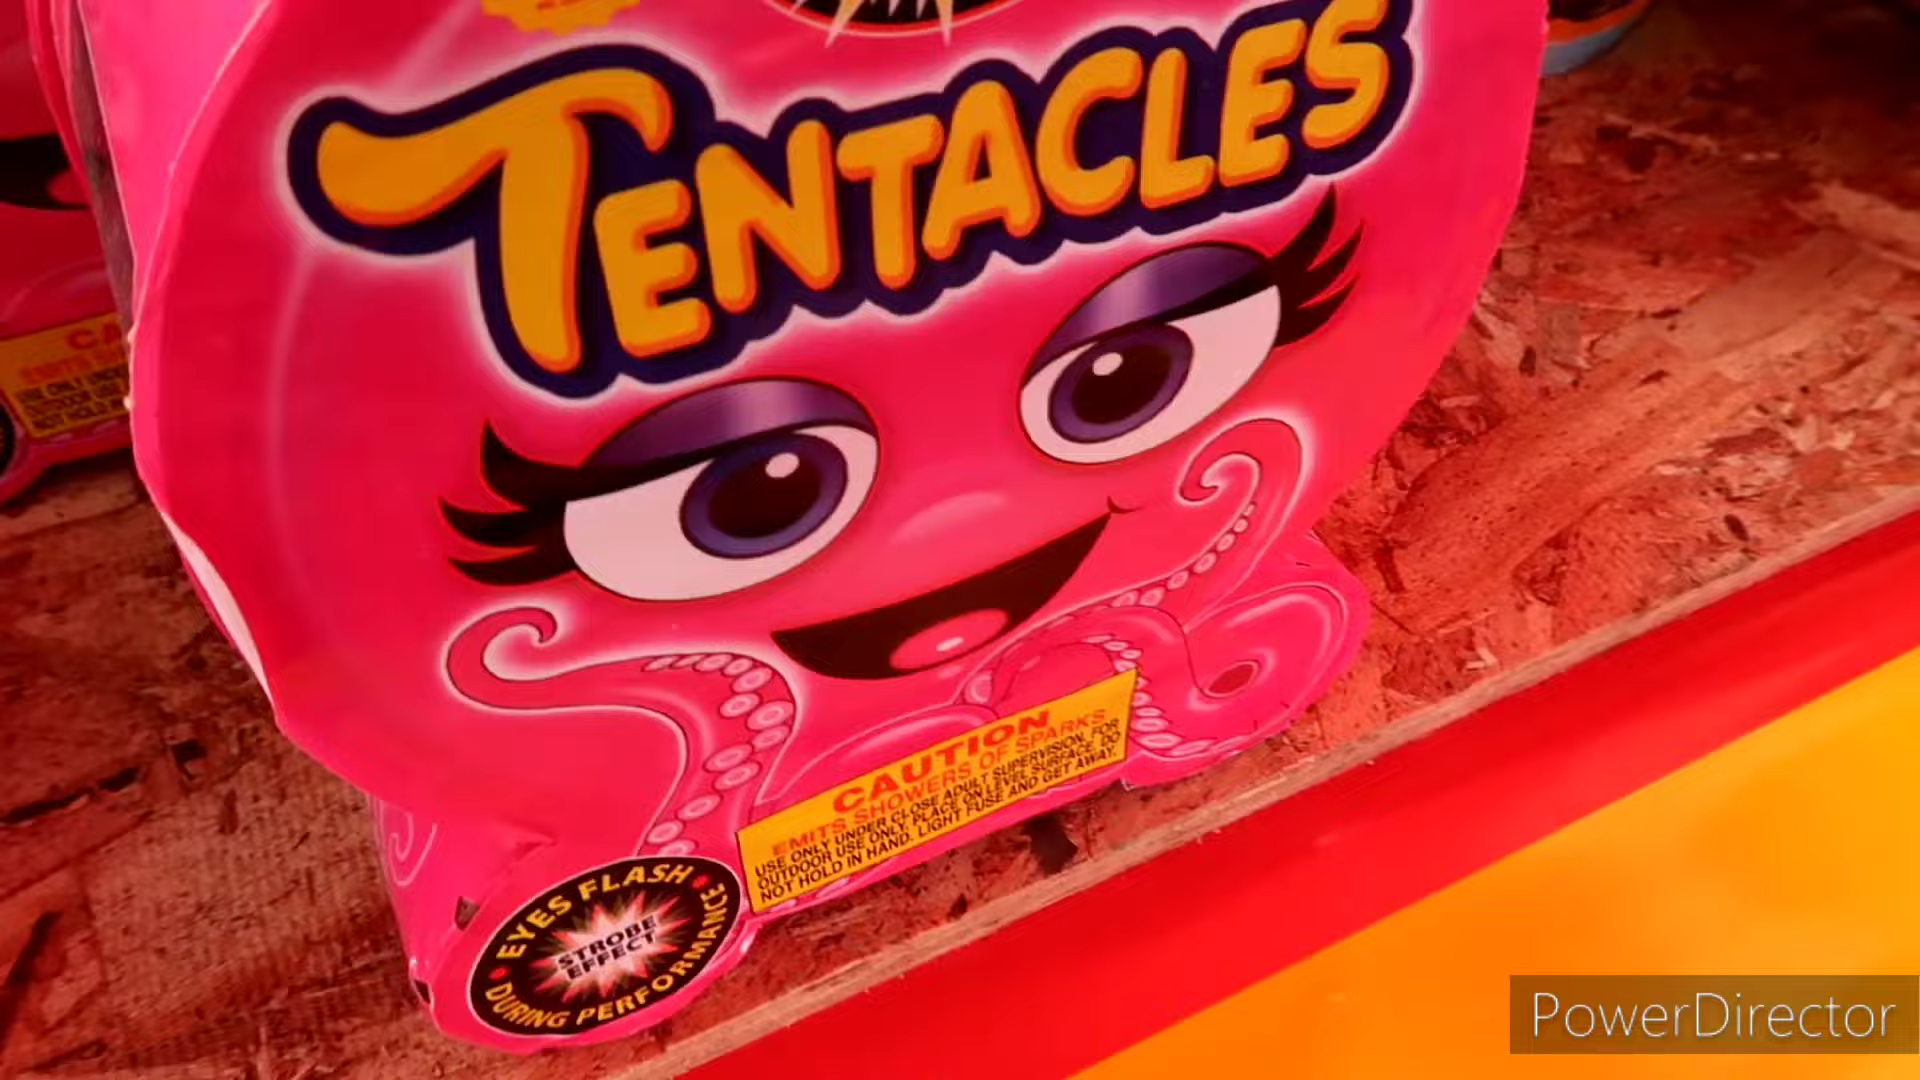 TENTACLES
CA
CAUTION
EMITS SHOWERS OF SPARKS
USE ONLY UNDER CLOSE ADULT SUPERVISION. FOR
OUTDOOR USE ONLY. PLACE ON LEVEL SURFACE. DO
NOT HOLD IN HAND. LIGHT FUSE AND GET AWAY.
EYES FLASH
STROBE
EFFECT
DURING PERFORMANCE
PowerDirector